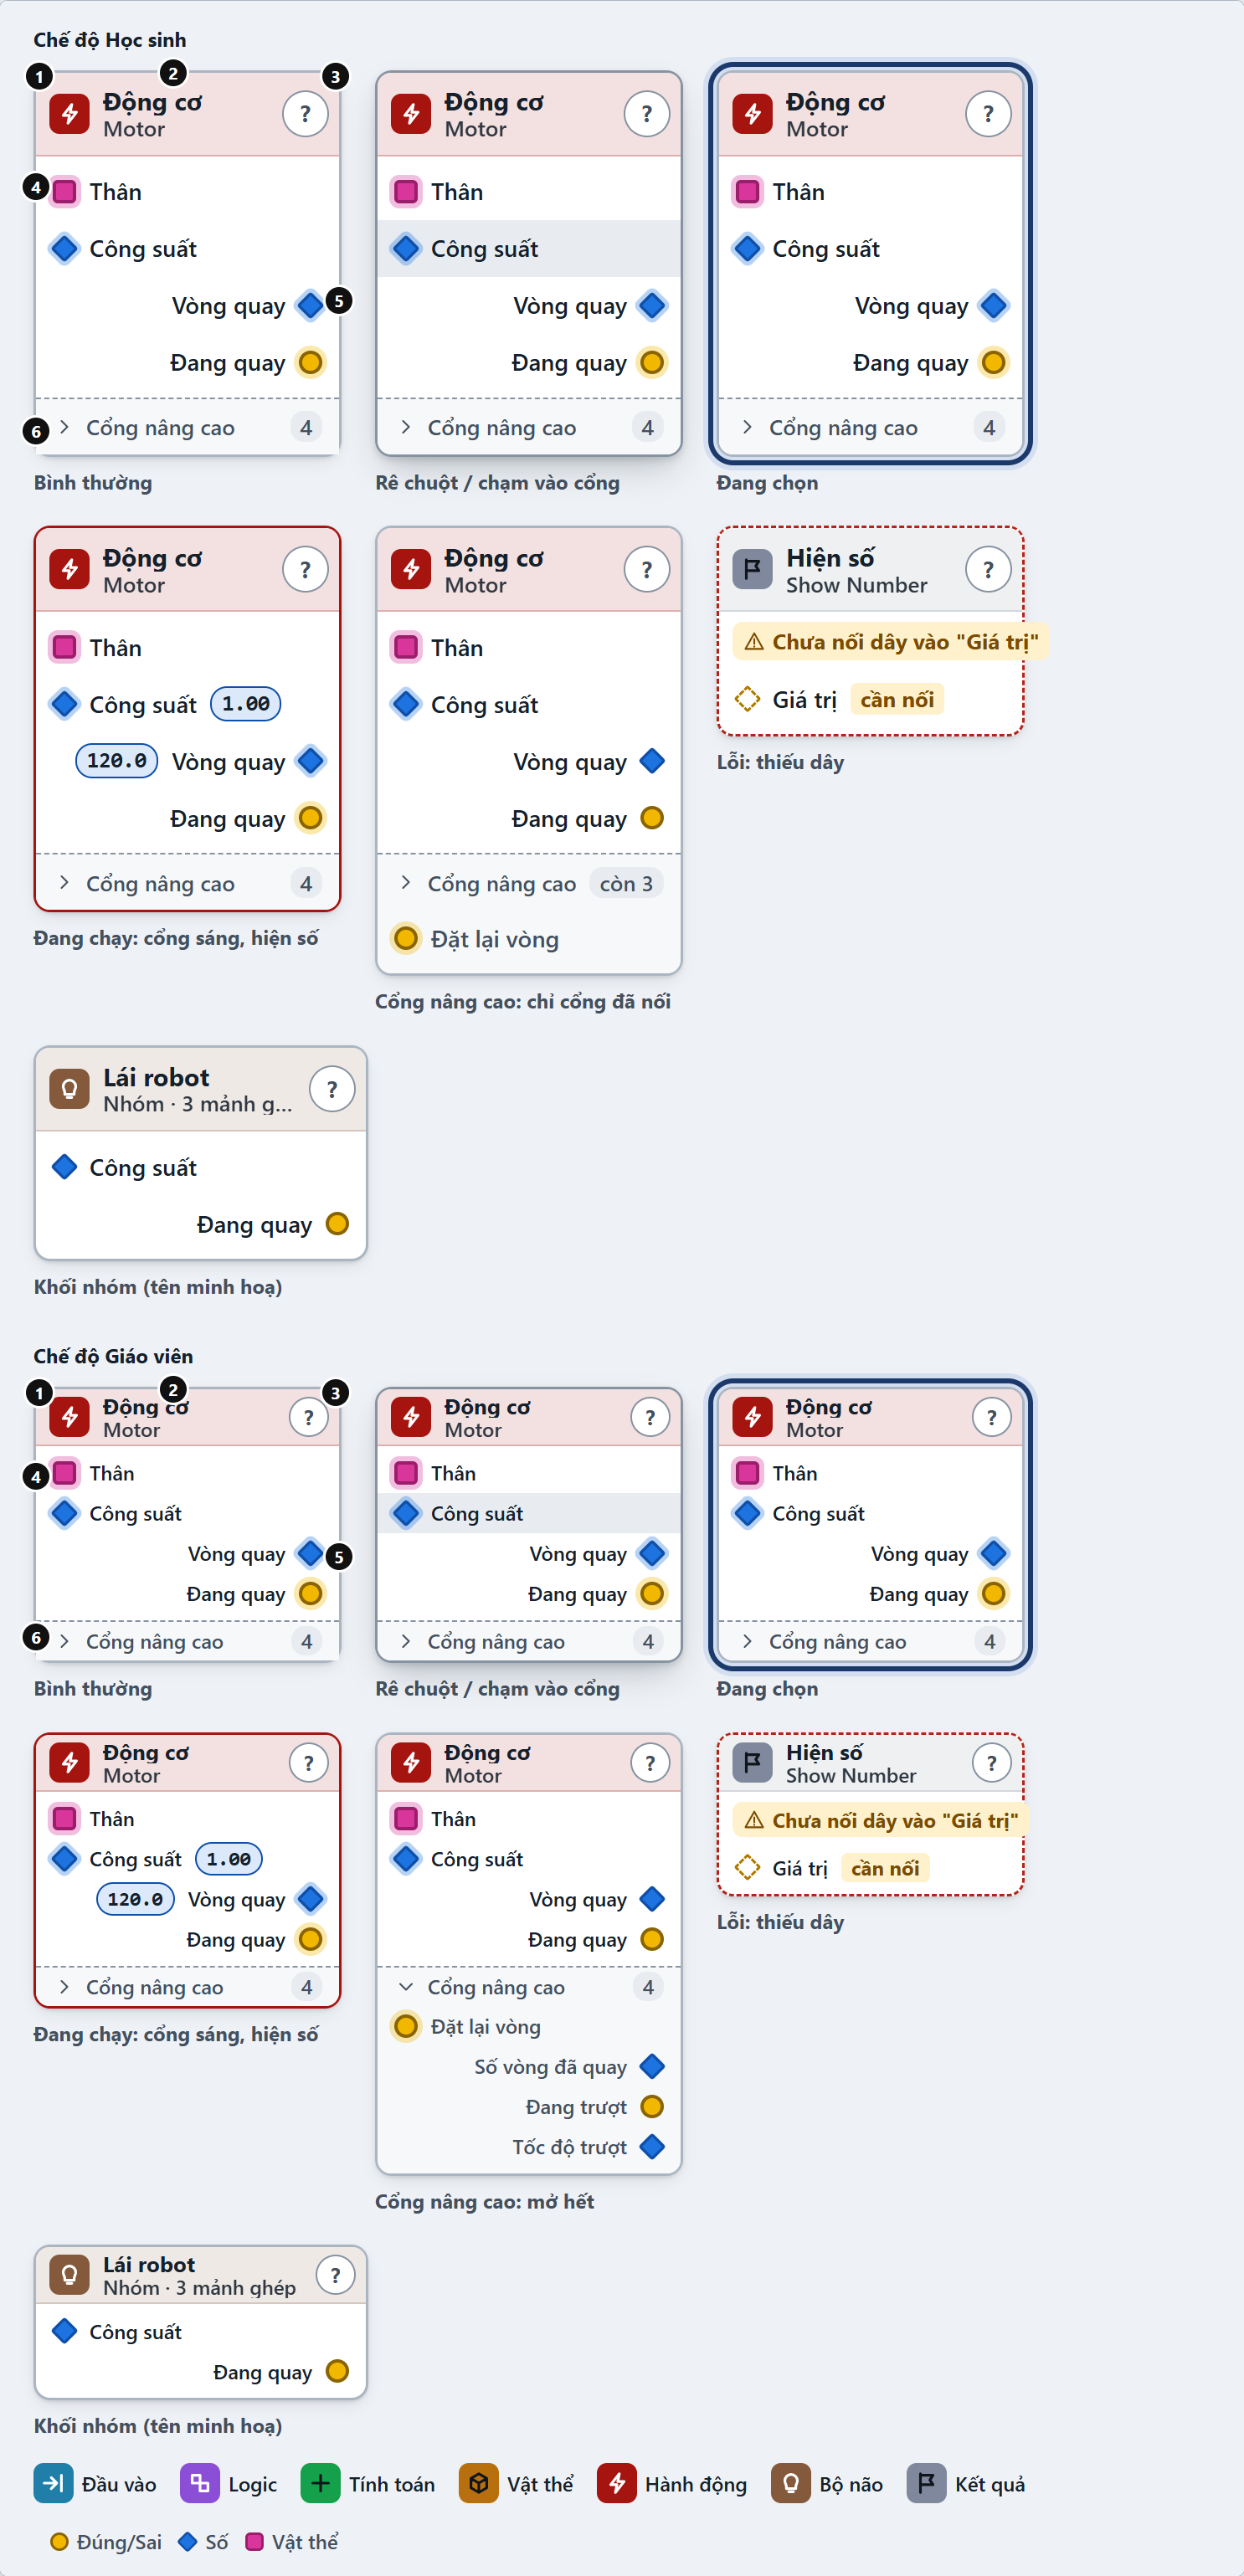 Chế độ Học sinh
1
2
3
Động cơ
Motor
?
4
Thân
Công suất
Vòng quay
5
Đang quay
6
Cổng nâng cao
4
Bình thường
Động cơ
Motor
?
Thân
Công suất
Vòng quay
Đang quay
Cổng nâng cao
4
Rê chuột / chạm vào cổng
Động cơ
Motor
?
Thân
Công suất
Vòng quay
Đang quay
Cổng nâng cao
4
Đang chọn
Động cơ
Motor
?
Thân
Công suất 1.00
120.0 Vòng quay
Đang quay
Cổng nâng cao
4
Đang chạy: cổng sáng, hiện số
Động cơ
Motor
?
Thân
Công suất
Vòng quay
Đang quay
Cổng nâng cao
còn 3
Đặt lại vòng
Cổng nâng cao: chỉ cổng đã nối
Hiện số
Show Number
?
Chưa nối dây vào "Giá trị"
Giá trị cần nối
Lỗi: thiếu dây
Lái robot
Nhóm · 3 mảnh g...
?
Công suất
Đang quay
Khối nhóm (tên minh hoạ)
Chế độ Giáo viên
1
2
3
Động cơ
Motor
?
4
Thân
Công suất
Vòng quay
5
Đang quay
6
Cổng nâng cao
4
Bình thường
Động cơ
Motor
?
Thân
Công suất
Vòng quay
Đang quay
Cổng nâng cao
4
Rê chuột / chạm vào cổng
Động cơ
Motor
?
Thân
Công suất
Vòng quay
Đang quay
Cổng nâng cao
4
Đang chọn
Động cơ
Motor
?
Thân
Công suất 1.00
120.0 Vòng quay
Đang quay
Cổng nâng cao
4
Đang chạy: cổng sáng, hiện số
Động cơ
Motor
?
Thân
Công suất
Vòng quay
Đang quay
Cổng nâng cao
4
Đặt lại vòng
Số vòng đã quay
Đang trượt
Tốc độ trượt
Cổng nâng cao: mở hết
Hiện số
Show Number
?
Chưa nối dây vào "Giá trị"
Giá trị cần nối
Lỗi: thiếu dây
Lái robot
Nhóm · 3 mảnh ghép
?
Công suất
Đang quay
Khối nhóm (tên minh hoạ)
Đầu vào Logic Tính toán Vật thể Hành động Bộ não Kết quả
Đúng/Sai Số Vật thể